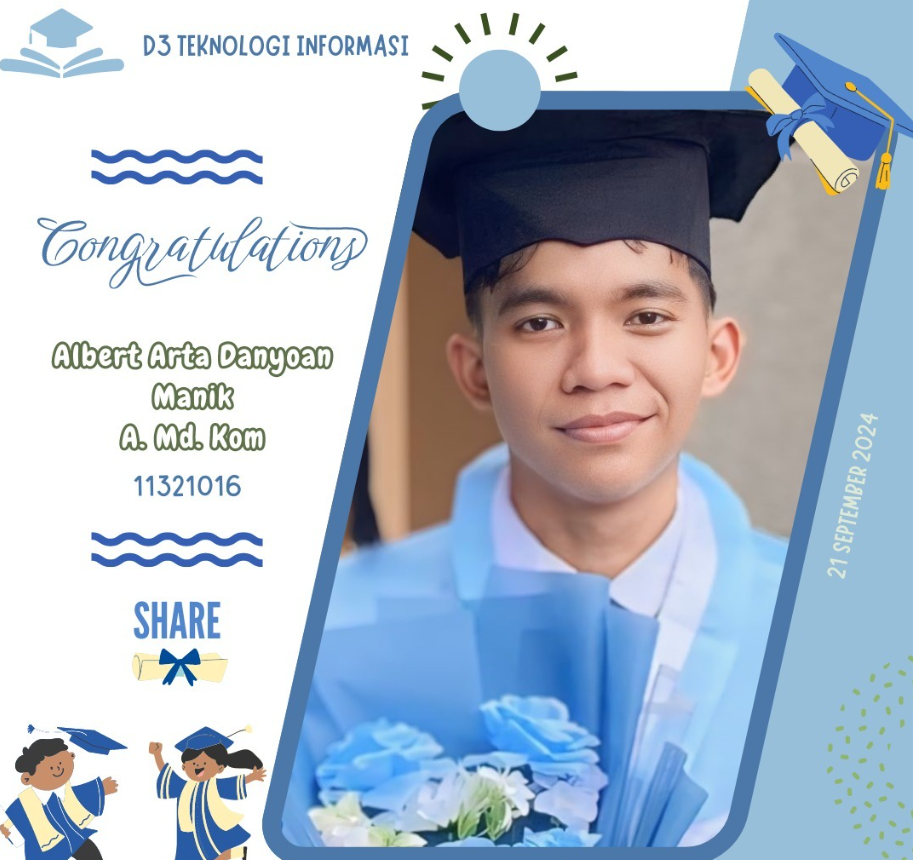 D3 TEKNOLOGI INFORMASI
Congratulations
Albert Arta Danyoan
Manik
A. Md. Kom
11321016
SHARE
21 SEPTEMBER 2024